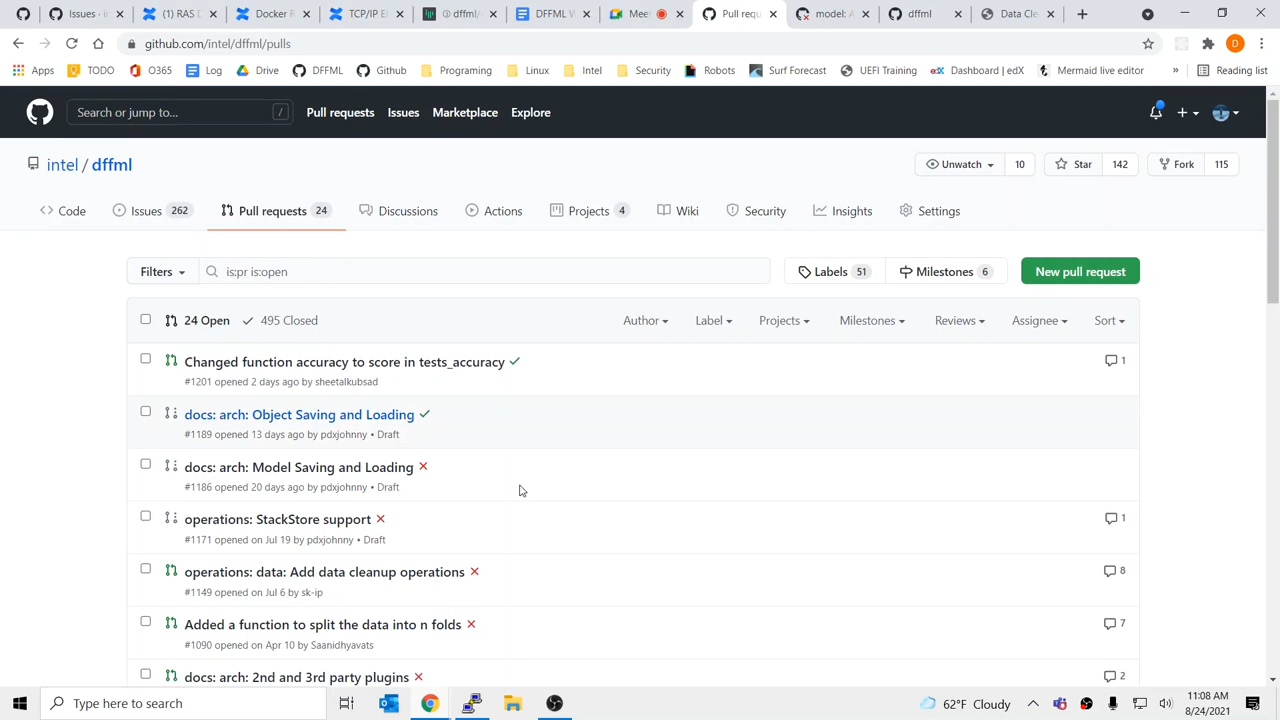 Issues · i
(1) RAS D
Docker R
TCP/IP E
dffml/
DFFML W
Meet
Pull requ
model: A
dffml
Data Cle
github.com/intel/dffml/pulls
D
Apps TODO O365 Log Drive DFFML Github Programing Linux Intel Security Robots Surf Forecast UEFI Training Dashboard | edX Mermaid live editor » Reading list
Search or jump to... / Pull requests Issues Marketplace Explore
intel / dffml Unwatch 10 Star 142 Fork 115
<> Code Issues 262 Pull requests 24 Discussions Actions Projects 4 Wiki Security Insights Settings
Filters is:pr is:open Labels 51 Milestones 6 New pull request
24 Open 495 Closed Author Label Projects Milestones Reviews Assignee Sort
Changed function accuracy to score in tests_accuracy 1
#1201 opened 2 days ago by sheetalkubsad
docs: arch: Object Saving and Loading
#1189 opened 13 days ago by pdxjohnny • Draft
docs: arch: Model Saving and Loading
#1186 opened 20 days ago by pdxjohnny • Draft
operations: StackStore support 1
#1171 opened on Jul 19 by pdxjohnny • Draft
operations: data: Add data cleanup operations 8
#1149 opened on Jul 6 by sk-ip
Added a function to split the data into n folds 7
#1090 opened on Apr 10 by Saanidhyavats
docs: arch: 2nd and 3rd party plugins 2
Type here to search 62°F Cloudy 11:08 AM
8/24/2021